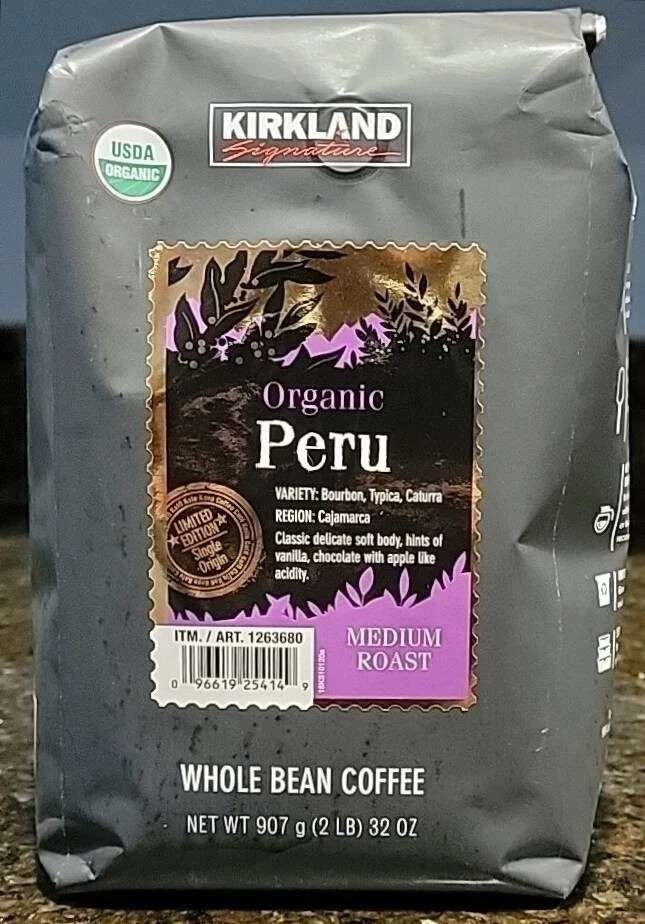 KIRKLAND
Signature
USDA
ORGANIC
Organic
Peru
VARIETY: Bourbon, Typica, Caturra
REGION: Cajamarca
Classic delicate soft body, hints of
vanilla, chocolate with apple like
acidity.
LIMITED
EDITION
Single
Origin
ITM. / ART. 1263680
0 96619 25414 9
MEDIUM
ROAST
WHOLE BEAN COFFEE
NET WT 907 g (2 LB) 32 OZ